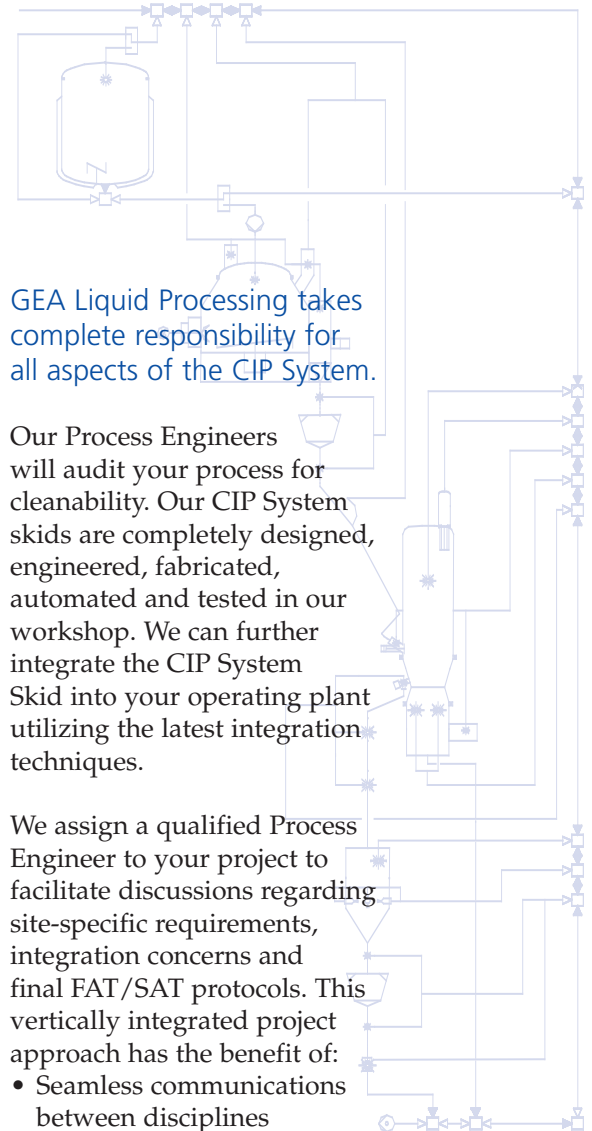 GEA Liquid Processing takes
complete responsibility for
all aspects of the CIP System.
Our Process Engineers
will audit your process for
cleanability. Our CIP System
skids are completely designed,
engineered, fabricated,
automated and tested in our
workshop. We can further
integrate the CIP System
Skid into your operating plant
utilizing the latest integration
techniques.
We assign a qualified Process
Engineer to your project to
facilitate discussions regarding
site-specific requirements,
integration concerns and
final FAT/SAT protocols. This
vertically integrated project
approach has the benefit of:
• Seamless communications
between disciplines